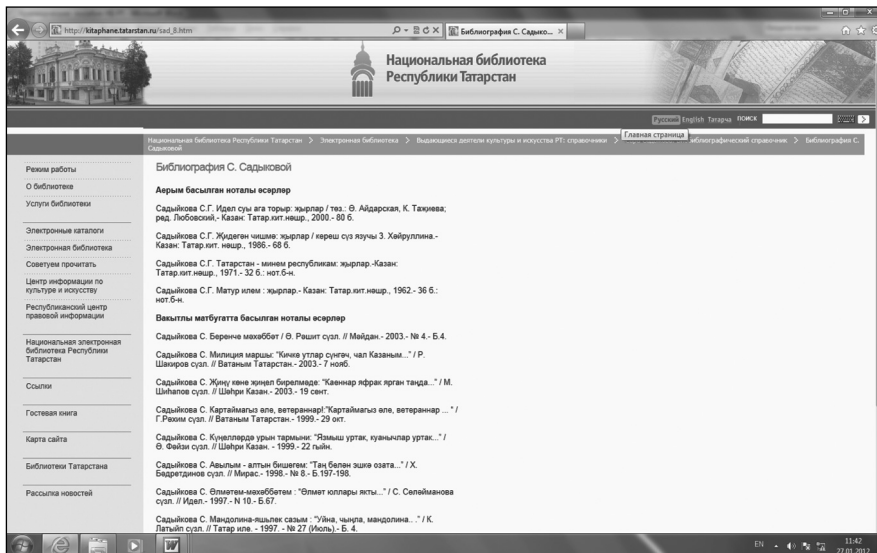 http://kitaphane.tatarstan.ru/sad_B.htm
Библиография С. Садыко...
Национальная библиотека
Республики Татарстан
Русский English Татарча поиск
Главная страница
Национальная библиотека Республики Татарстан > Электронная библиотека > Выдающиеся деятели культуры и искусства РТ: справочники > библиографический справочник > Библиография С.
Садыковой
Режим работы
О библиотеке
Услуги библиотеки
Электронные каталоги
Электронная библиотека
Советуем прочитать
Центр информации по
культуре и искусству
Республиканский центр
правовой информации
Национальная электронная
библиотека Республики
Татарстан
Ссылки
Гостевая книга
Карта сайта
Библиотеки Татарстана
Рассылка новостей
Библиография С. Садыковой
Аерым басылган ноталы әсәрләр
Садыйкова С.Г. Идел суы ага торыр: җырлар / төз.: Ә. Айдарская, К. Таҗиева;
ред. Любовский,- Казан: Татар.кит.нәшр., 2000.- 80 б.
Садыйкова С.Г. Җидегән чишмә: җырлар / кереш сүз язучы З. Хәйруллина.-
Казан: Татар.кит. нәшр., 1986.- 68 б.
Садыйкова С.Г. Татарстан - минем республикам: җырлар.-Казан:
Татар.кит.нәшр., 1971.- 32 б.: нот.б-н.
Садыйкова С.Г. Матур илем : җырлар.- Казан: Татар.кит.нәшр., 1962.- 36 б.:
нот.б-н.
Вакытлы матбугатта басылган ноталы әсәрләр
Садыйкова С. Беренче мәхәббәт / Ә. Рәшит сүзл. // Мәйдан.- 2003.- № 4.- Б.4.
Садыйкова С. Милиция маршы: "Кичке утлар сүнгәч, чал Казаным..." / Р.
Шакиров сүзл. // Ватаным Татарстан.- 2003.- 7 нояб.
Садыйкова С. Җиңү көне җиңел бирелмәде: "Каеннар яфрак ярган таңда..." / М.
Шиһапов сүзл. // Шәһри Казан.- 2003.- 19 сент.
Садыйкова С. Картаймагыз әле, ветераннар!:"Картаймагыз әле, ветераннар ... " /
Г.Рәхим сүзл. // Ватаным Татарстан.- 1999.- 29 окт.
Садыйкова С. Күңелләрдә урын тармыни: "Язмыш уртак, куанычлар уртак..." /
Ә. Фәйзи сүзл. // Шәһри Казан. - 1999.- 22 гыйн.
Садыйкова С. Авылым - алтын бишегем: "Таң белән эшкә озата..." / Х.
Бәдретдинов сүзл. // Мирас.- 1998.- № 8.- Б.197-198.
Садыйкова С. Әлмәтем-мәхәббәтем : "Әлмәт юллары якты..." / С. Сөләйманова
сүзл. // Идел.- 1997.- N 10.- Б.67.
Садыйкова С. Мандолина-яшьлек сазым : "Уйна, чыңла, мандолина.. ." / К.
Латыйп сүзл. // Татар иле. - 1997. - № 27 (Июль).- Б. 4.
EN
11:42
27.01.2012